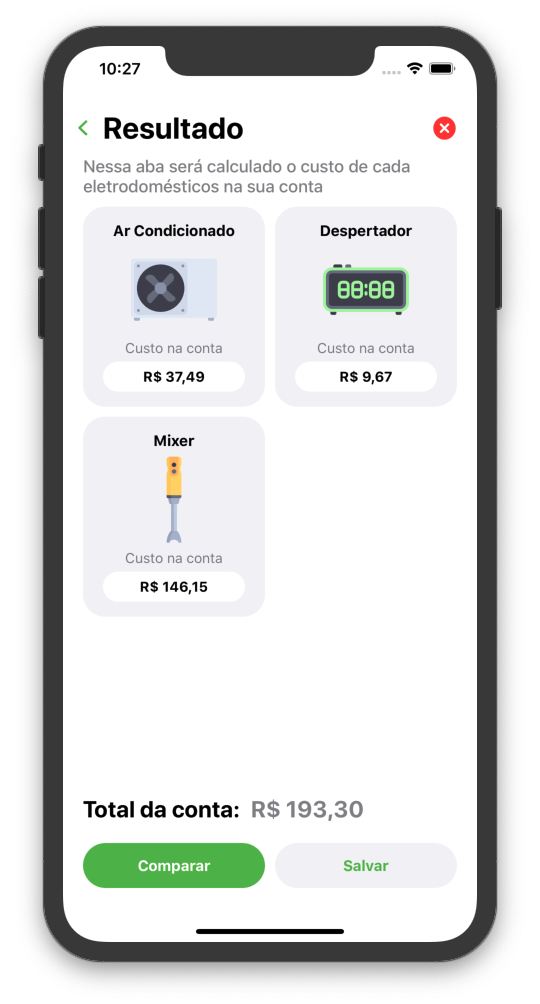 10:27
Resultado
Nessa aba será calculado o custo de cada
eletrodomésticos na sua conta
Ar Condicionado
Custo na conta
R$ 37,49
Despertador
88:88
Custo na conta
R$ 9,67
Mixer
Custo na conta
R$ 146,15
Total da conta: R$ 193,30
Comparar
Salvar